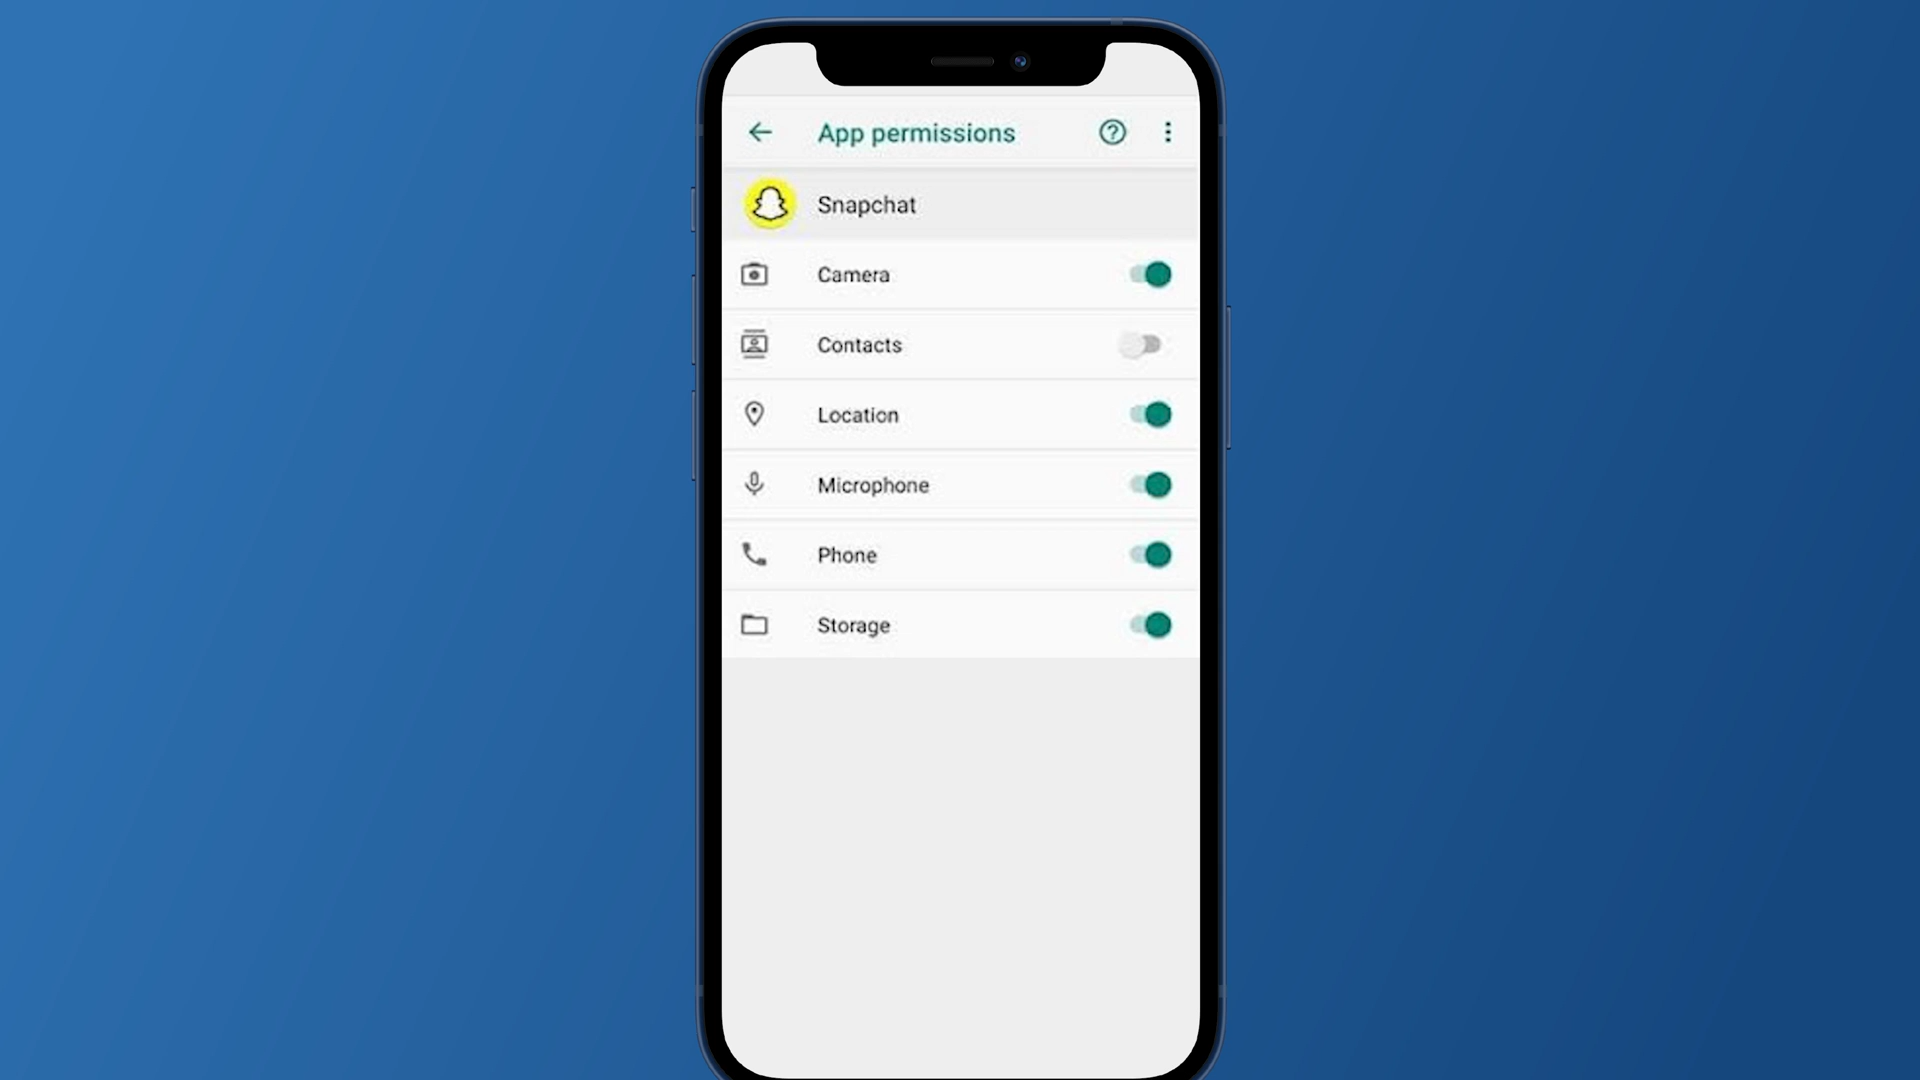 App permissions
Snapchat
Camera
Contacts
Location
Microphone
Phone
Storage